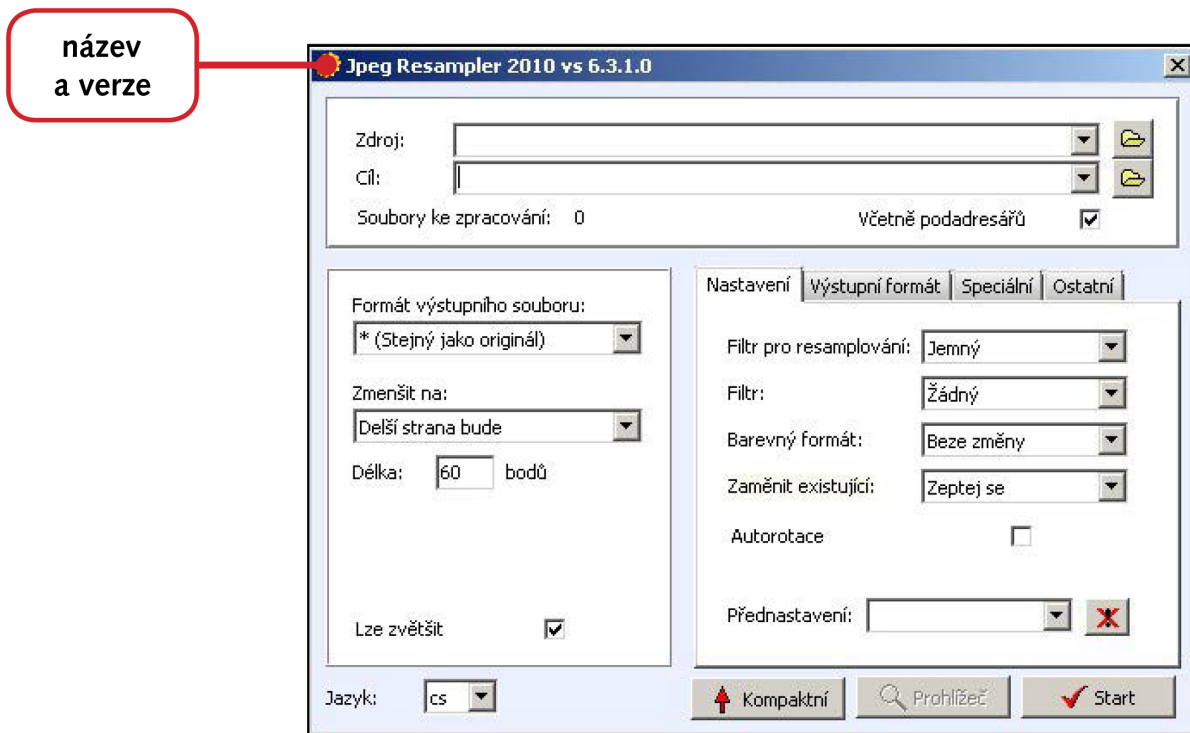 název
a verze
Jpeg Resampler 2010 vs 6.3.1.0
Zdroj:
Cíl:
Soubory ke zpracování: 0
Včetně podadresářů
Formát výstupního souboru:
* (Stejný jako originál)
Zmenšit na:
Delší strana bude
Délka: 60 bodů
Lze zvětšit
Nastavení Výstupní formát Speciální Ostatní
Filtr pro resamplování: Jemný
Filtr: Žádný
Barevný formát: Beze změny
Zaměnit existující: Zeptej se
Autorotace
Přednastavení:
Jazyk: cs
Kompaktní Prohlížeč Start